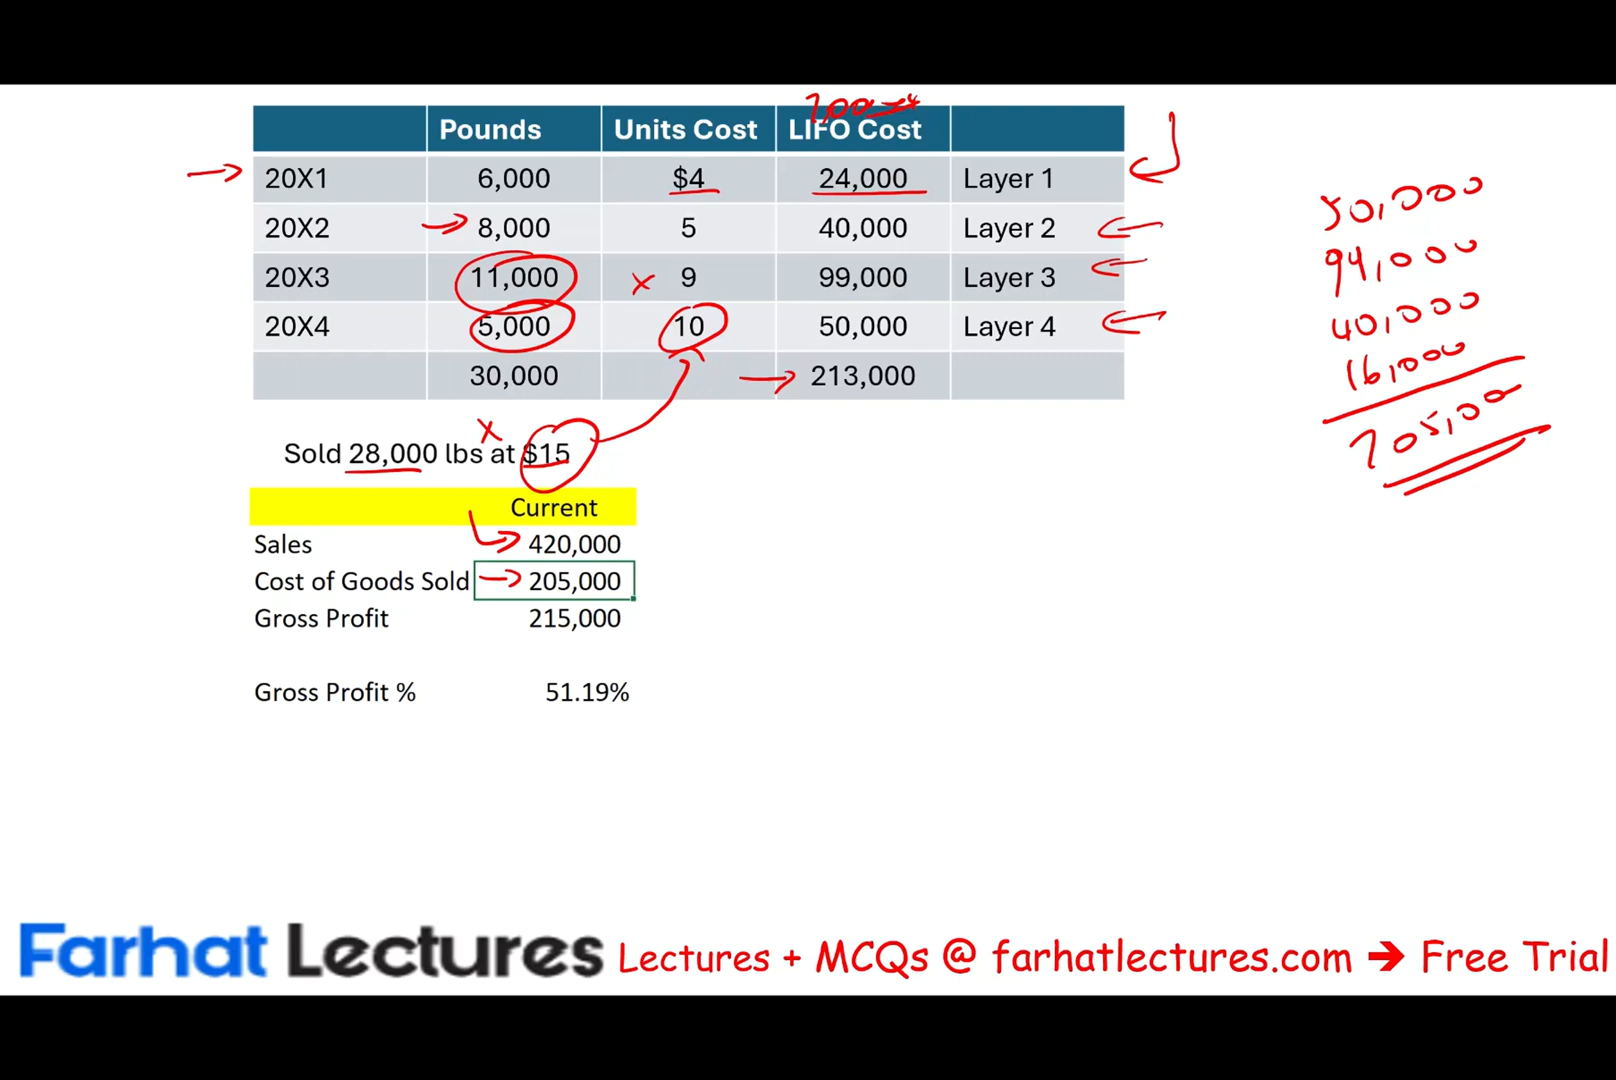 7,000 x 4
Pounds Units Cost LIFO Cost
20X1 6,000 $4 24,000 Layer 1
20X2 8,000 5 40,000 Layer 2
20X3 11,000 x 9 99,000 Layer 3
20X4 5,000 10 50,000 Layer 4
30,000 213,000
50,000
94,000
40,000
16,000
205,00
x
Sold 28,000 lbs at $15
Current
Sales 420,000
Cost of Goods Sold 205,000
Gross Profit 215,000
Gross Profit % 51.19%
Farhat Lectures Lectures + MCQs @ farhatlectures.com → Free Trial